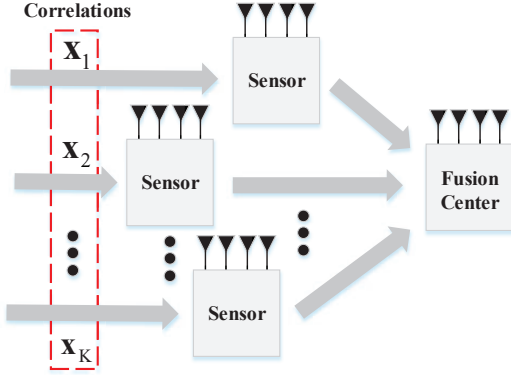 Correlations
x1
Sensor
x2
Sensor
Fusion
Center
Sensor
xK